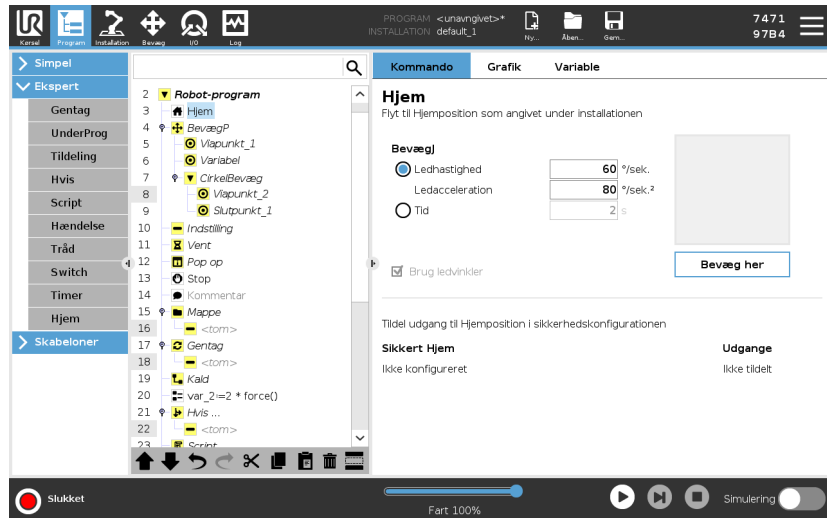 PROGRAM <unavngivet>*
INSTALLATION default_1
Kørsel
Program
Installation
Bevæg
I/O
Log
Ny...
Åben...
Gem...
7471
97B4
Simpel
Ekspert
Gentag
UnderProg
Tildeling
Hvis
Script
Hændelse
Tråd
Switch
Timer
Hjem
Skabeloner
2 Robot-program
3 Hjem
4 BevægP
5 Viapunkt_1
6 Variabel
7 CirkelBevæg
8 Viapunkt_2
9 Slutpunkt_1
10 Indstilling
11 Vent
12 Pop op
13 Stop
14 Kommentar
15 Mappe
16 <tom>
17 Gentag
18 <tom>
19 Kald
20 var_2≔2 * force()
21 Hvis ...
22 <tom>
23 Script
Kommando Grafik Variable
Hjem
Flyt til Hjemposition som angivet under installationen
BevægJ
Ledhastighed 60 °/sek.
Ledacceleration 80 °/sek.²
Tid 2 s
Bevæg her
Brug ledvinkler
Tildel udgang til Hjemposition i sikkerhedskonfigurationen
Sikkert Hjem Udgange
Ikke konfigureret Ikke tildelt
Slukket
Fart 100%
Simulering